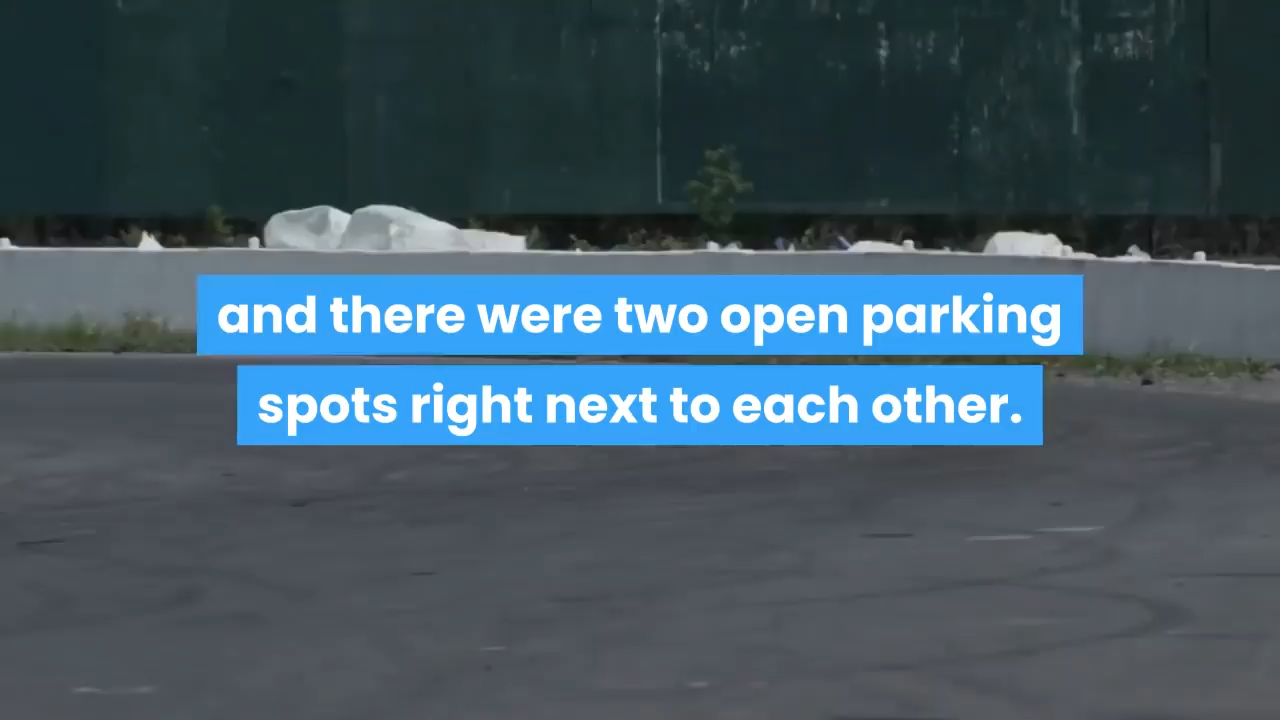 and there were two open parking
spots right next to each other.